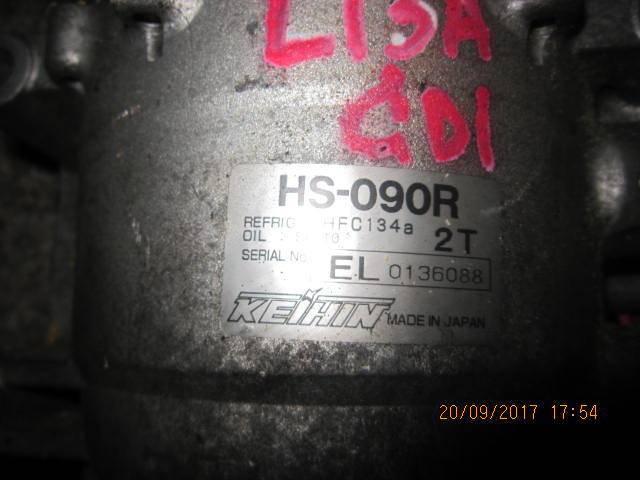 L13A
GD1
HS-090R
REFRIG HFC134a
OIL
2T
SERIAL No.
EL 0136088
KEIHIN MADE IN JAPAN
20/09/2017 17:54